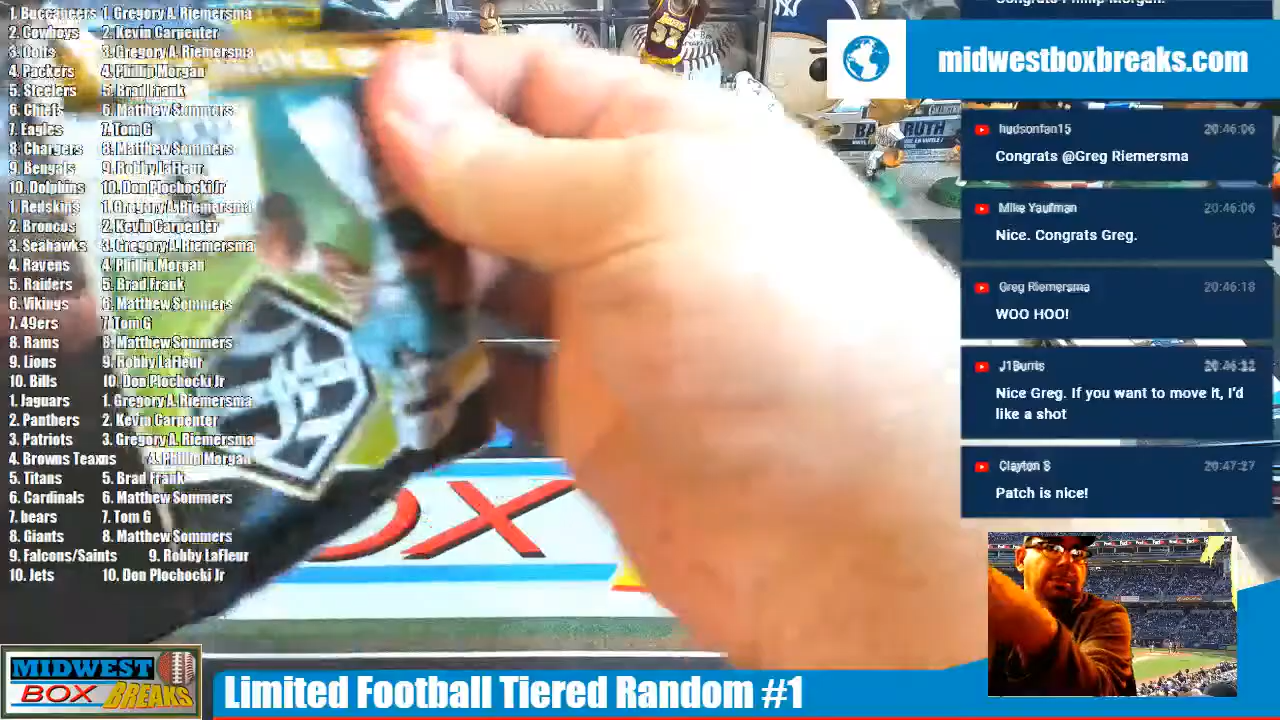 1. Buccaneers 1. Gregory A. Riemersma
2. Cowboys 2. Kevin Carpenter
3. Colts 3. Gregory A. Riemersma
4. Packers 4. Phillip Morgan
5. Steelers 5. Brad Frank
6. Chiefs 6. Matthew Sommers
7. Eagles 7. Tom G
8. Chargers 8. Matthew Sommers
9. Bengals 9. Robby LaFleur
10. Dolphins 10. Don Plochocki Jr
1. Redskins 1. Gregory A. Riemersma
2. Broncos 2. Kevin Carpenter
3. Seahawks 3. Gregory A. Riemersma
4. Ravens 4. Phillip Morgan
5. Raiders 5. Brad Frank
6. Vikings 6. Matthew Sommers
7. 49ers 7. Tom G
8. Rams 8. Matthew Sommers
9. Lions 9. Robby LaFleur
10. Bills 10. Don Plochocki Jr
1. Jaguars 1. Gregory A. Riemersma
2. Panthers 2. Kevin Carpenter
3. Patriots 3. Gregory A. Riemersma
4. Browns Teams 4. Phillip Morgan
5. Titans 5. Brad Frank
6. Cardinals 6. Matthew Sommers
7. bears 7. Tom G
8. Giants 8. Matthew Sommers
9. Falcons/Saints 9. Robby LaFleur
10. Jets 10. Don Plochocki Jr
LAKERS
32
RUTH
OX
Congrats Phillip Morgan.
midwestboxbreaks.com
hudsonfan15 20:46:06
Congrats @Greg Riemersma
Mike Yaufman 20:46:06
Nice. Congrats Greg.
Greg Riemersma 20:46:18
WOO HOO!
J1Burris 20:46:22
Nice Greg. If you want to move it, I'd
like a shot
Clayton S 20:47:27
Patch is nice!
MIDWEST
BOX BREAKS
Limited Football Tiered Random #1